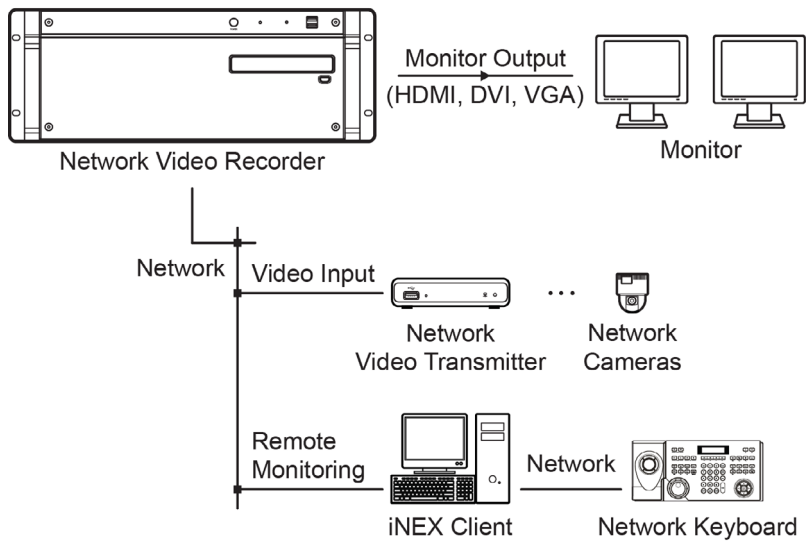 Monitor Output
(HDMI, DVI, VGA)
Monitor
Network Video Recorder
Network
Video Input
Network
Video Transmitter
Network
Cameras
Remote
Monitoring
Network
iNEX Client
Network Keyboard